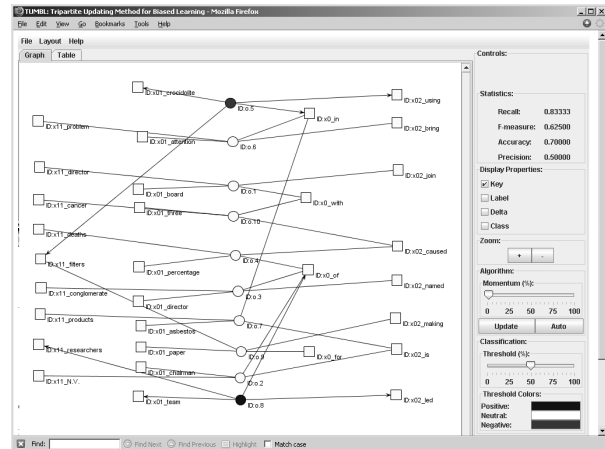 TUMBL: Tripartite Updating Method for Biased Learning - Mozilla Firefox
File Edit View Go Bookmarks Tools Help
File Layout Help
Graph Table
ID:x01_crocidolite
ID:o.5
ID:x02_using
ID:x0_in
ID:x11_problem
ID:x01_attention
ID:o.6
ID:x02_bring
ID:x11_director
ID:x01_board
ID:o.1
ID:x02_join
ID:x0_with
ID:x11_cancer
ID:x01_three
ID:o.10
ID:x11_deaths
ID:o.4
ID:x02_caused
ID:x11_filters
ID:x01_percentage
ID:x0_of
ID:x11_conglomerate
ID:x01_director
ID:o.3
ID:x02_named
ID:x11_products
ID:x01_asbestos
ID:o.7
ID:x02_making
ID:x11_researchers
ID:x01_paper
ID:o.9
ID:x0_for
ID:x02_is
ID:x11_N.V.
ID:x01_chairman
ID:o.2
ID:x01_team
ID:o.8
ID:x02_led
Controls:
Statistics:
Recall: 0.83333
F-measure: 0.62500
Accuracy: 0.70000
Precision: 0.50000
Display Properties:
Key
Label
Delta
Class
Zoom:
+ -
Algorithm:
Momentum (%):
0 25 50 75 100
Update Auto
Classification:
Threshold (%):
0 25 50 75 100
Threshold Colors:
Positive:
Neutral:
Negative:
Find: Find Next Find Previous Highlight Match case